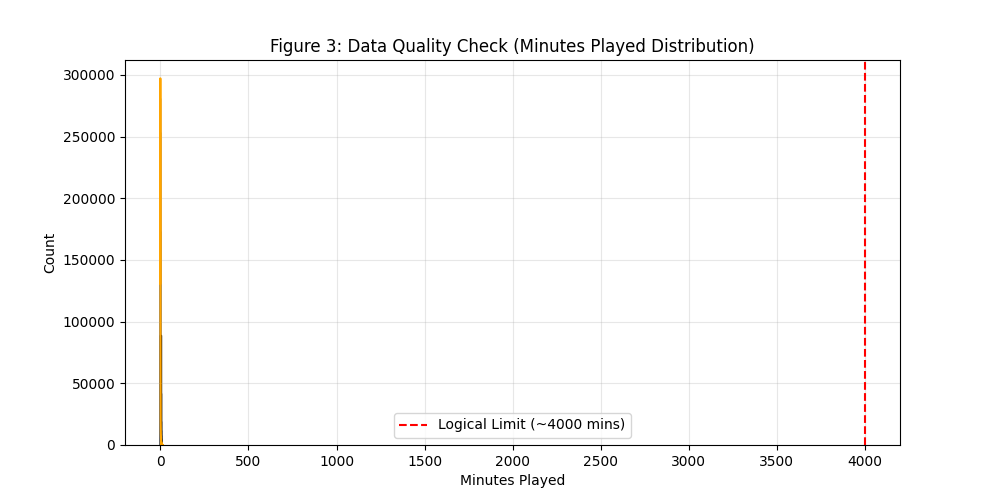 Figure 3: Data Quality Check (Minutes Played Distribution)
300000
250000
200000
150000
100000
50000
0
Count
Logical Limit (~4000 mins)
0 500 1000 1500 2000 2500 3000 3500 4000
Minutes Played